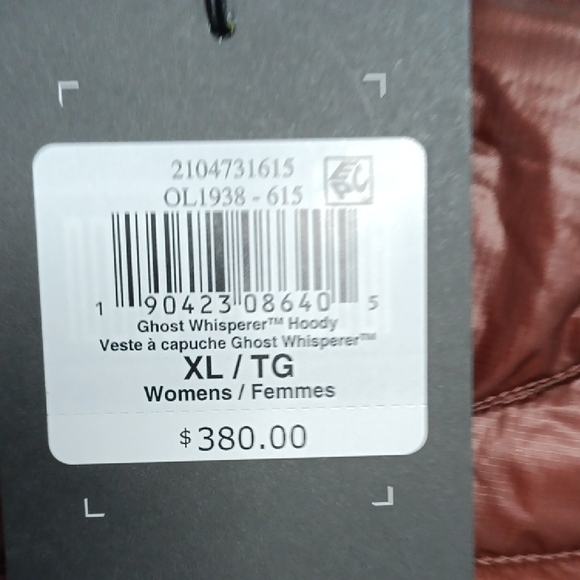 2104731615
OL1938 - 615
EPC
1 90423 08640 5
Ghost Whisperer™ Hoody
Veste à capuche Ghost Whisperer™
XL / TG
Womens / Femmes
$380.00